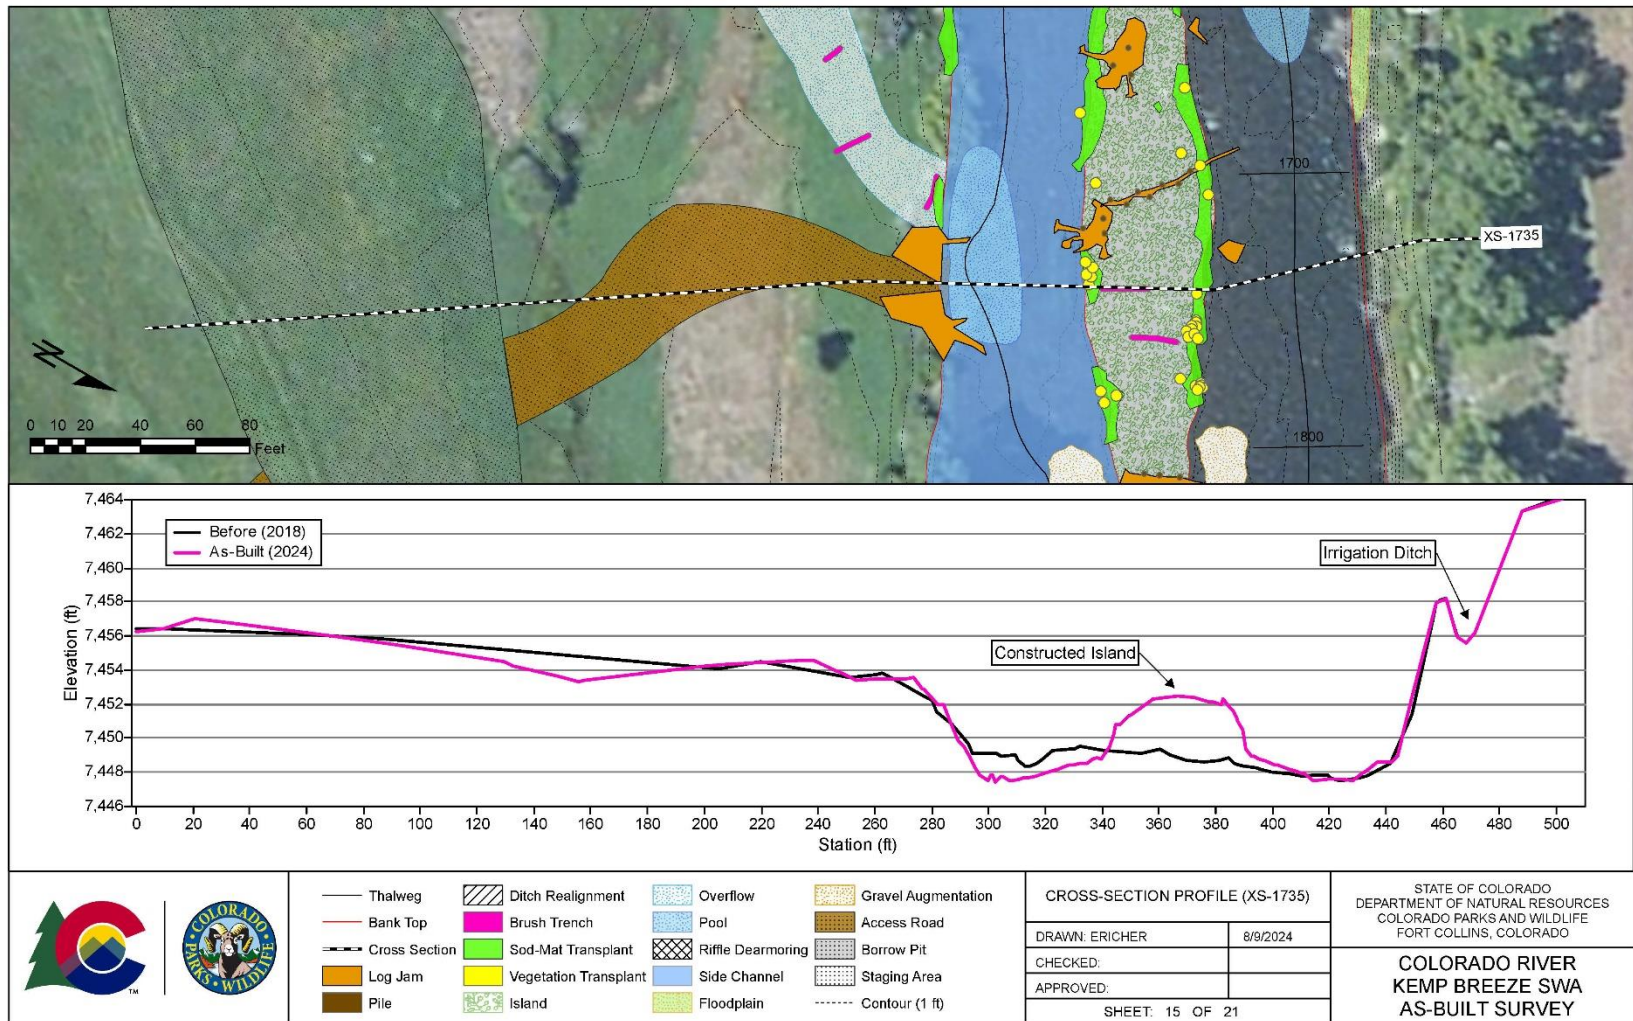 1700
XS-1735
N
0 10 20 40 60 80
Feet
1800
7,464
7,462
7,460
7,458
7,456
7,454
7,452
7,450
7,448
7,446
Elevation (ft)
Before (2018)
As-Built (2024)
Irrigation Ditch
Constructed Island
0 20 40 60 80 100 120 140 160 180 200 220 240 260 280 300 320 340 360 380 400 420 440 460 480 500
Station (ft)
C
TM
COLORADO
PARKS • WILDLIFE
Thalweg
Bank Top
Cross Section
Log Jam
Pile
Ditch Realignment
Brush Trench
Sod-Mat Transplant
Vegetation Transplant
Island
Overflow
Pool
Riffle Dearmoring
Side Channel
Floodplain
Gravel Augmentation
Access Road
Borrow Pit
Staging Area
Contour (1 ft)
CROSS-SECTION PROFILE (XS-1735)
DRAWN: ERICHER 8/9/2024
CHECKED:
APPROVED:
SHEET: 15 OF 21
STATE OF COLORADO
DEPARTMENT OF NATURAL RESOURCES
COLORADO PARKS AND WILDLIFE
FORT COLLINS, COLORADO
COLORADO RIVER
KEMP BREEZE SWA
AS-BUILT SURVEY